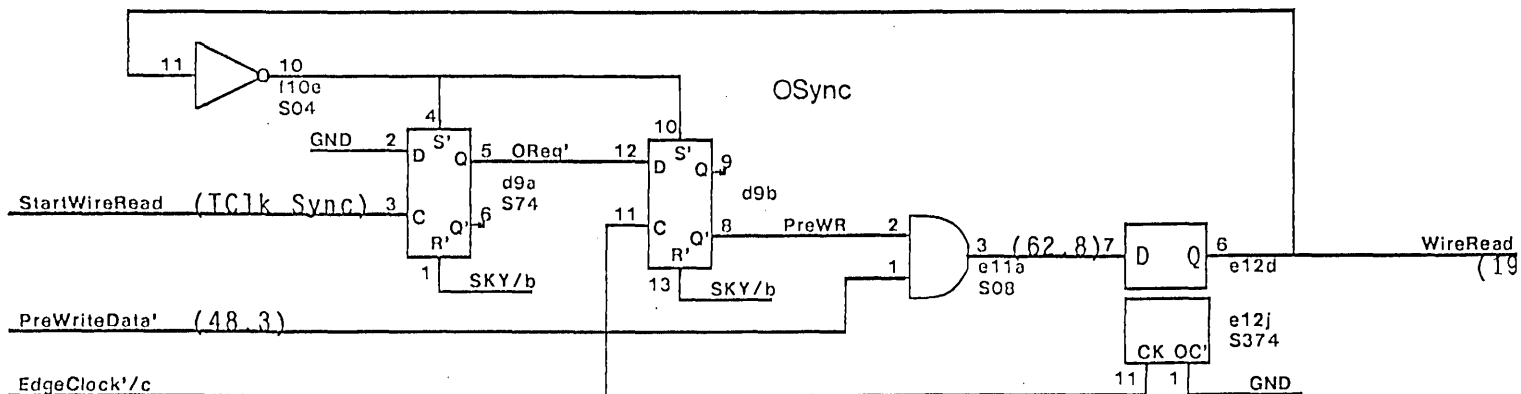 11
10
f10e
S04
OSync
4
10
GND
2
S'
D
Q
5
OReq'
12
D
S'
Q
9
d9a
S74
d9b
StartWireRead
(TClk Sync)
3
C
Q'
6
R'
11
C
Q'
8
PreWR
2
R'
3
(62.8)
7
D
Q
6
WireRead
(19
e11a
S08
e12d
1
SKY/b
13
SKY/b
1
PreWriteData'
(48.3)
e12j
S374
CK
OC'
EdgeClock'/c
11
1
GND